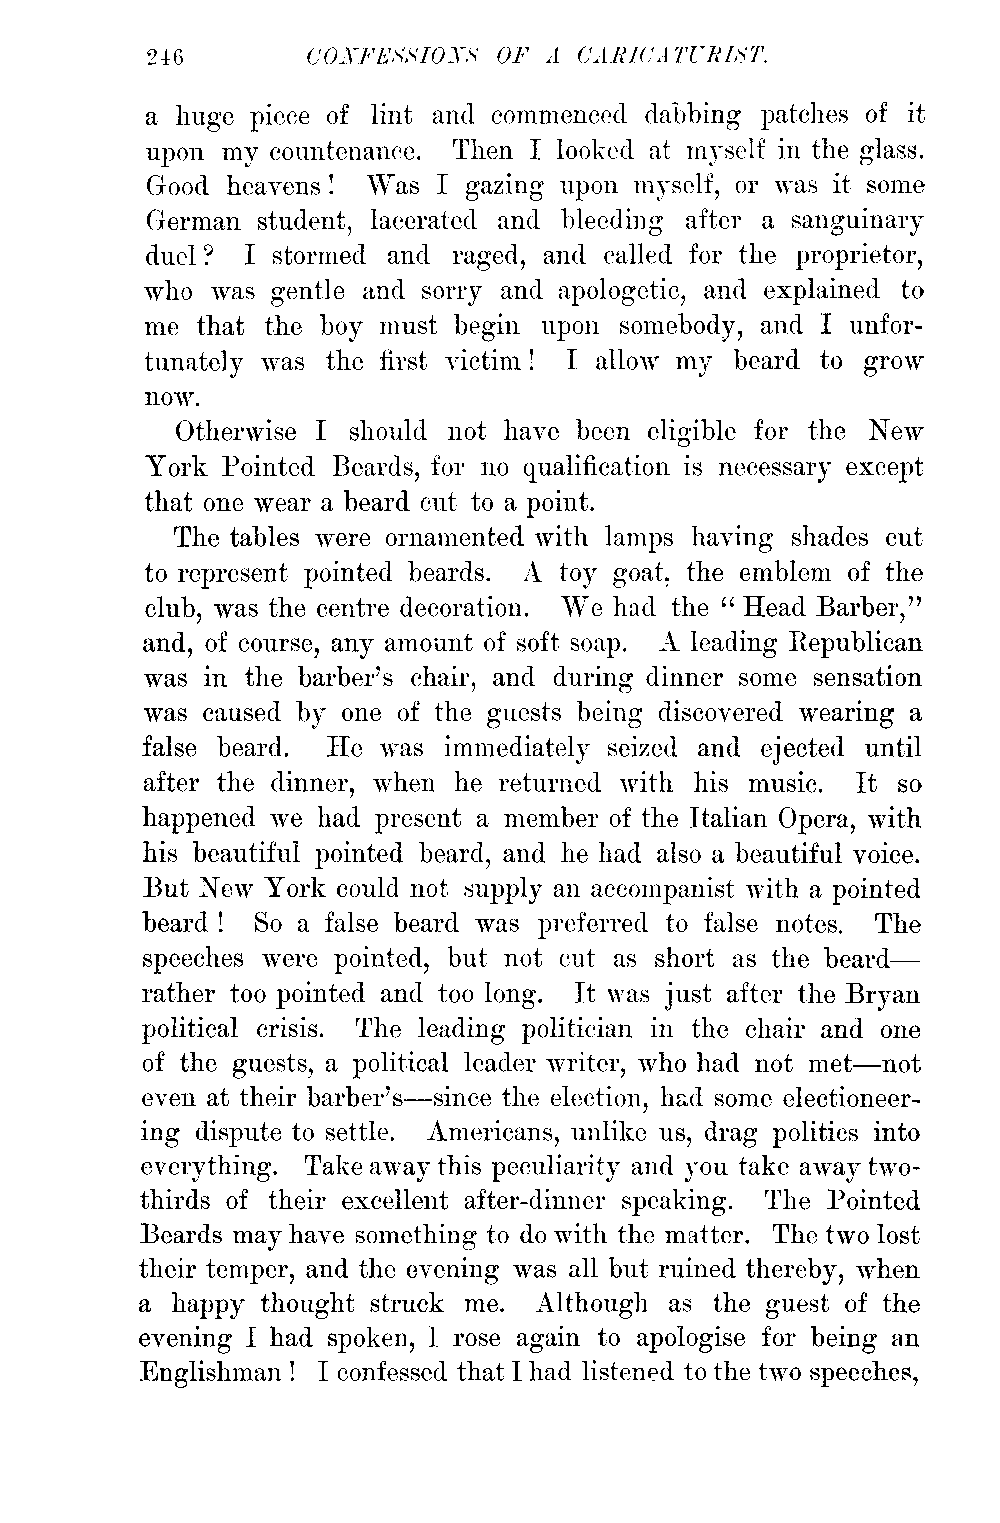 246 CONFESSIONS OF A CARICATURIST.
a huge piece of lint and commenced dabbing patches of it
upon my countenance. Then I looked at myself in the glass.
Good heavens! Was I gazing upon myself, or was it some
German student, lacerated and bleeding after a sanguinary
duel? I stormed and raged, and called for the proprietor,
who was gentle and sorry and apologetic, and explained to
me that the boy must begin upon somebody, and I unfor-
tunately was the first victim! I allow my beard to grow
now.
Otherwise I should not have been eligible for the New
York Pointed Beards, for no qualification is necessary except
that one wear a beard cut to a point.
The tables were ornamented with lamps having shades cut
to represent pointed beards. A toy goat, the emblem of the
club, was the centre decoration. We had the "Head Barber,"
and, of course, any amount of soft soap. A leading Republican
was in the barber's chair, and during dinner some sensation
was caused by one of the guests being discovered wearing a
false beard. He was immediately seized and ejected until
after the dinner, when he returned with his music. It so
happened we had present a member of the Italian Opera, with
his beautiful pointed beard, and he had also a beautiful voice.
But New York could not supply an accompanist with a pointed
beard! So a false beard was preferred to false notes. The
speeches were pointed, but not cut as short as the beard—
rather too pointed and too long. It was just after the Bryan
political crisis. The leading politician in the chair and one
of the guests, a political leader writer, who had not met—not
even at their barber's—since the election, had some electioneer-
ing dispute to settle. Americans, unlike us, drag politics into
everything. Take away this peculiarity and you take away two-
thirds of their excellent after-dinner speaking. The Pointed
Beards may have something to do with the matter. The two lost
their temper, and the evening was all but ruined thereby, when
a happy thought struck me. Although as the guest of the
evening I had spoken, I rose again to apologise for being an
Englishman! I confessed that I had listened to the two speeches,